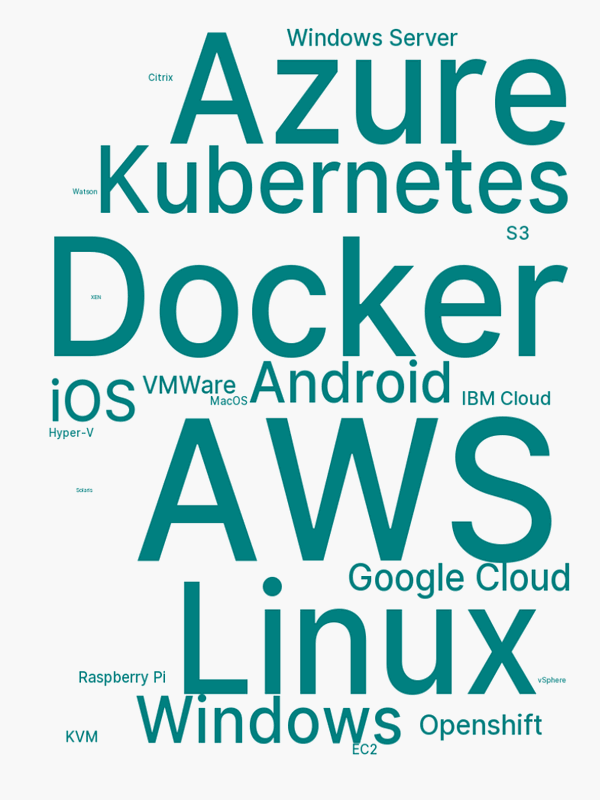 Windows Server
Citrix
Azure
Watson
Kubernetes
S3
Docker
XEN
iOS
VMWare
MacOS
Android
IBM Cloud
Hyper-V
AWS
Solaris
Google Cloud
Linux
Raspberry Pi
vSphere
Windows
Openshift
KVM
EC2